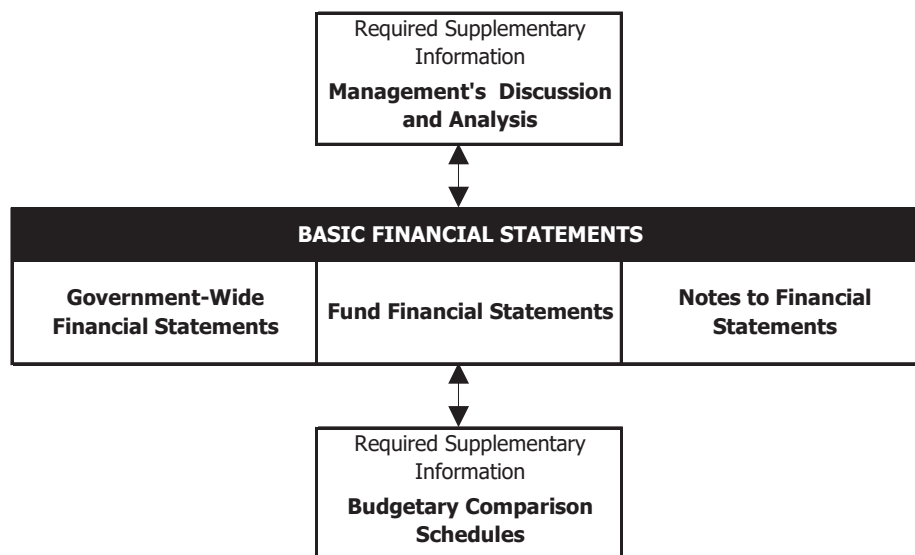 Required Supplementary
Information
Management's Discussion
and Analysis
BASIC FINANCIAL STATEMENTS
Government-Wide
Financial Statements
Fund Financial Statements
Notes to Financial
Statements
Required Supplementary
Information
Budgetary Comparison
Schedules